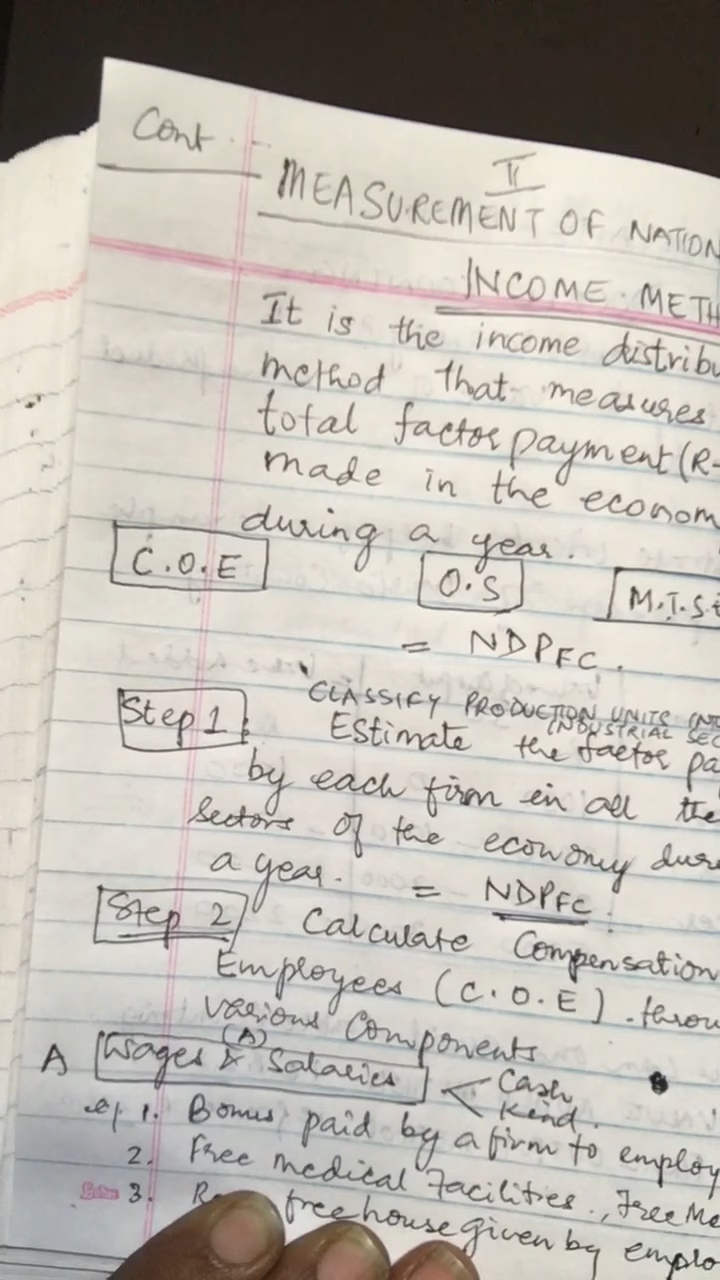 Cont...
II
MEASUREMENT OF NATION
INCOME METH
It is the income distribu
method that measures
total factor payment (R-
made in the econom
during a year.
C.O.E O.S M.I.S.E
= NDPFC.
CLASSIFY PRODUCTION UNITS INTO
INDUSTRIAL SEC
Step 1: Estimate the factor pa
by each firm in all the
sectors of the economy dur
a year. = NDPFC.
Step 2 Calculate Compensation
Employees (C.O.E). throu
various Components
(A)
A Wages & Salaries < Cash
Kind.
eg 1. Bonus paid by a firm to employ
2. Free medical Facilities., Free Me
3. R free house given by emplo